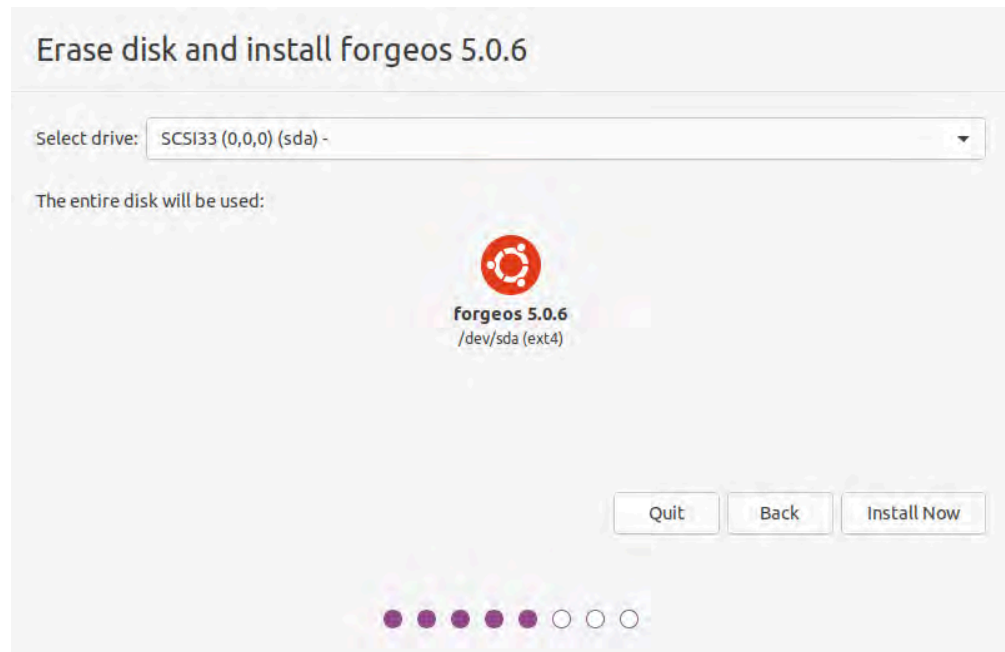 Erase disk and install forgeos 5.0.6
Select drive: SCSI33 (0,0,0) (sda) -
The entire disk will be used:
forgeos 5.0.6
/dev/sda (ext4)
Quit Back Install Now